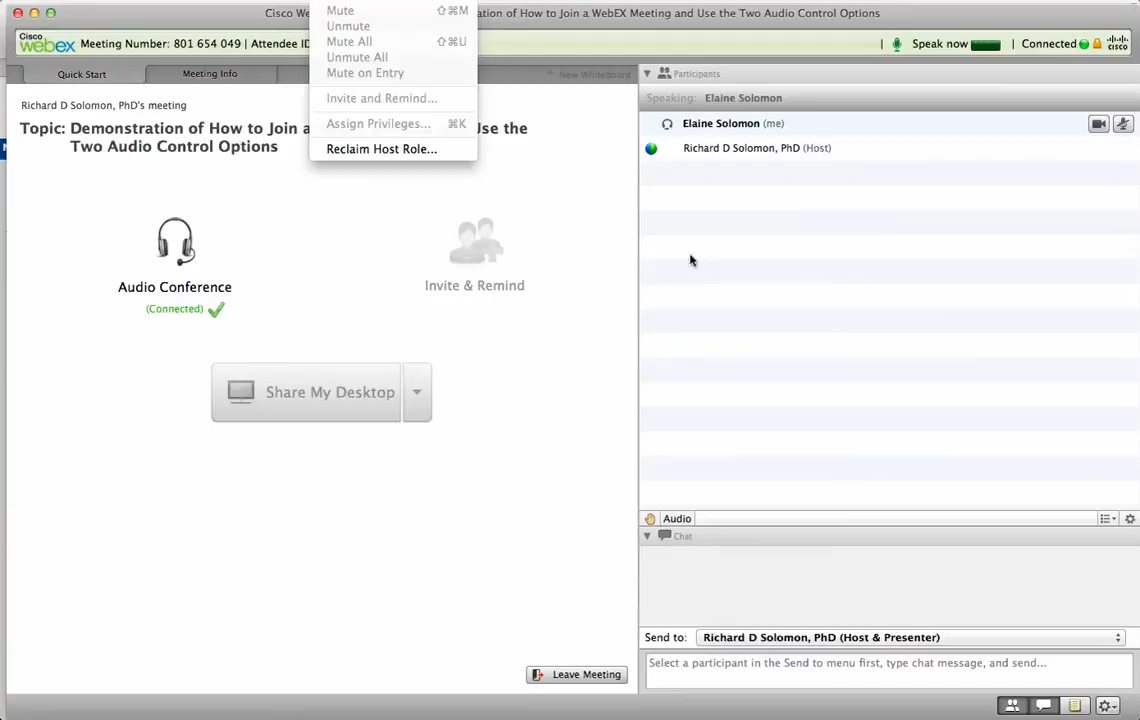 Cisco We
ation of How to Join a WebEX Meeting and Use the Two Audio Control Options
Cisco
webex
Meeting Number: 801 654 049 | Attendee ID
| Speak now | Connected
CISCO
Mute ⇧⌘M
Unmute
Mute All ⇧⌘U
Unmute All
Mute on Entry
Invite and Remind...
Assign Privileges... ⌘K
Reclaim Host Role...
Quick Start
Meeting Info
+ New Whiteboard
Richard D Solomon, PhD's meeting
Topic: Demonstration of How to Join a
se the
Two Audio Control Options
Audio Conference
(Connected)
Invite & Remind
Share My Desktop
Leave Meeting
Participants
Speaking: Elaine Solomon
Elaine Solomon (me)
Richard D Solomon, PhD (Host)
Audio
Chat
Send to: Richard D Solomon, PhD (Host & Presenter)
Select a participant in the Send to menu first, type chat message, and send...